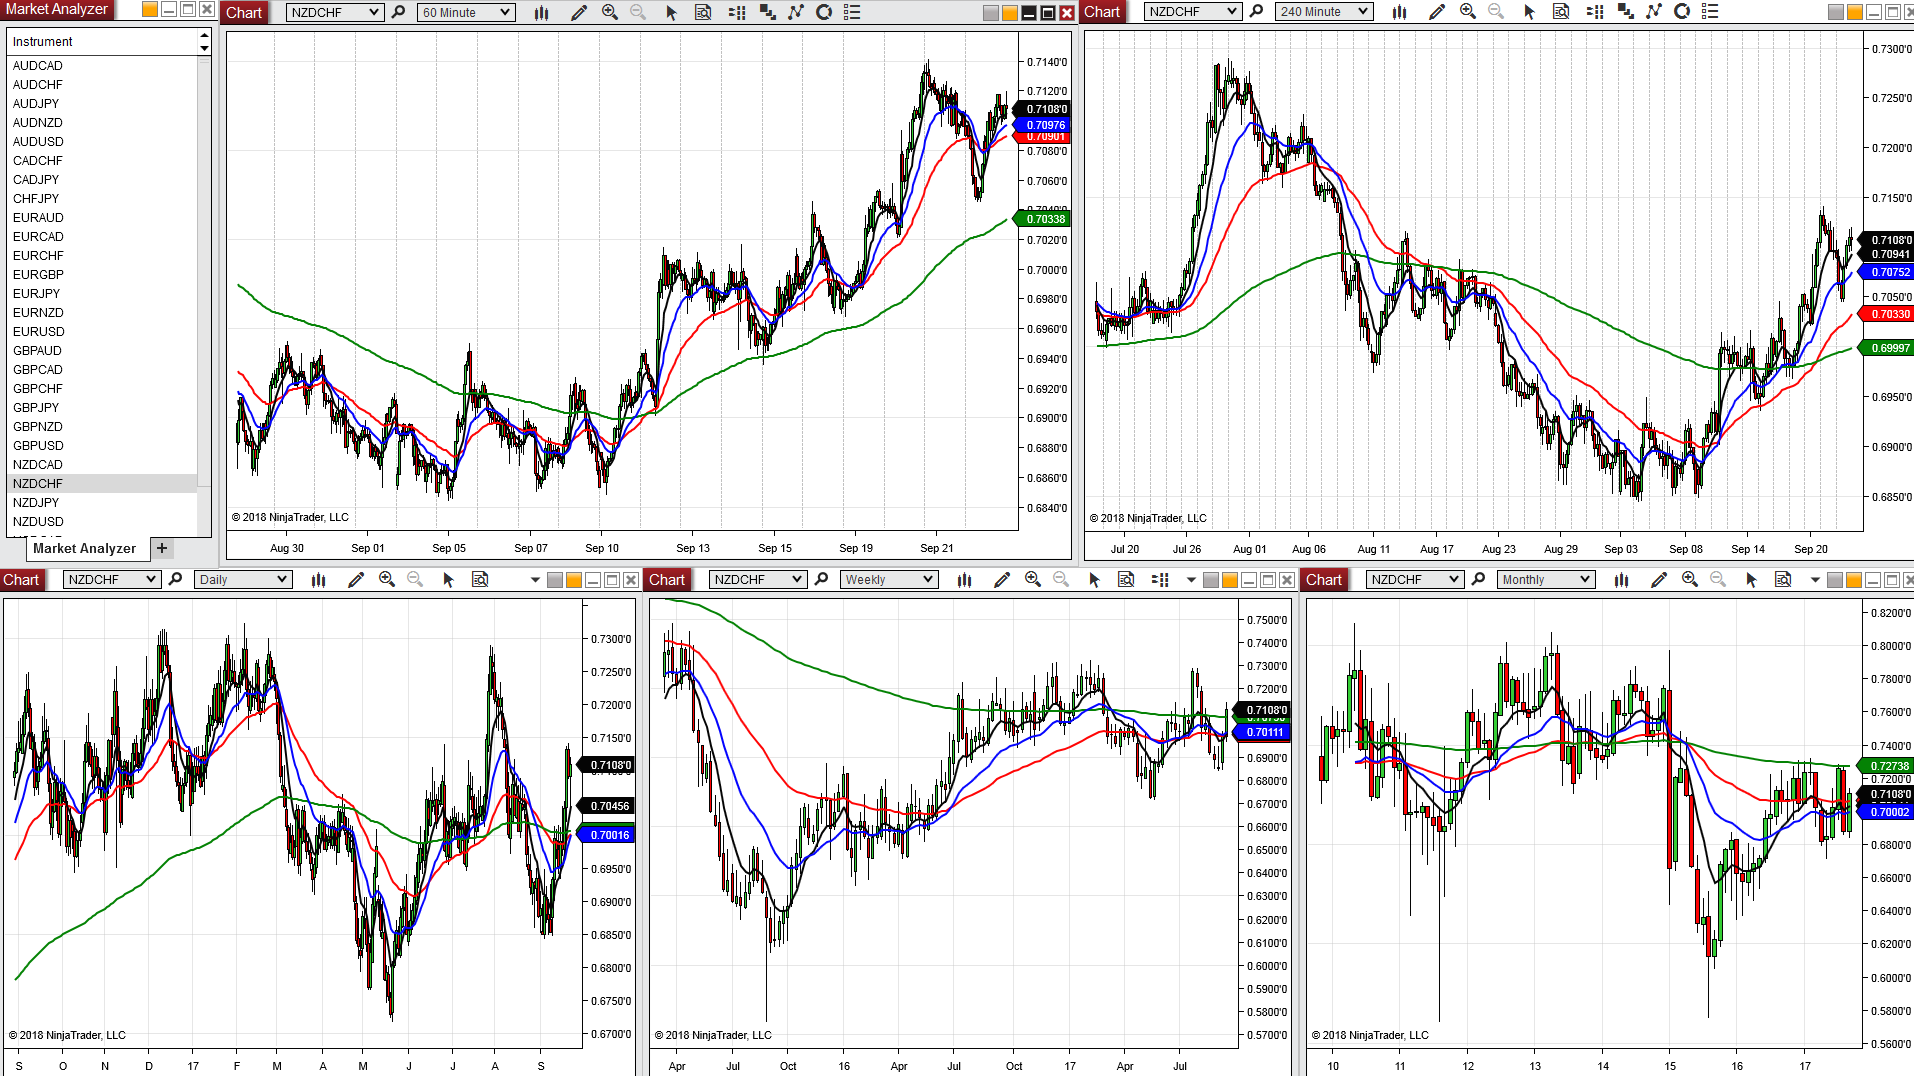 Market Analyzer
Instrument
AUDCAD
AUDCHF
AUDJPY
AUDNZD
AUDUSD
CADCHF
CADJPY
CHFJPY
EURAUD
EURCAD
EURCHF
EURGBP
EURJPY
EURNZD
EURUSD
GBPAUD
GBPCAD
GBPCHF
GBPJPY
GBPNZD
GBPUSD
NZDCAD
NZDCHF
NZDJPY
NZDUSD
Market Analyzer +
Chart NZDCHF 60 Minute
0.7140'0
0.7120'0
0.7108'0
0.70976
0.70901
0.7080'0
0.7060'0
0.70338
0.7020'0
0.7000'0
0.6980'0
0.6960'0
0.6940'0
0.6920'0
0.6900'0
0.6880'0
0.6860'0
0.6840'0
© 2018 NinjaTrader, LLC
Aug 30 Sep 01 Sep 05 Sep 07 Sep 10 Sep 13 Sep 15 Sep 19 Sep 21
Chart NZDCHF 240 Minute
0.7300'0
0.7250'0
0.7200'0
0.7150'0
0.7108'0
0.70941
0.70752
0.7050'0
0.70330
0.69997
0.6950'0
0.6900'0
0.6850'0
© 2018 NinjaTrader, LLC
Jul 20 Jul 26 Aug 01 Aug 06 Aug 11 Aug 17 Aug 23 Aug 29 Sep 03 Sep 08 Sep 14 Sep 20
Chart NZDCHF Daily
0.7300'0
0.7250'0
0.7200'0
0.7150'0
0.7108'0
0.70456
0.70016
0.6950'0
0.6900'0
0.6850'0
0.6800'0
0.6750'0
0.6700'0
© 2018 NinjaTrader, LLC
S O N D 17 F M A M J J A S
Chart NZDCHF Weekly
0.7500'0
0.7400'0
0.7300'0
0.7200'0
0.7108'0
0.70111
0.6900'0
0.6800'0
0.6700'0
0.6600'0
0.6500'0
0.6400'0
0.6300'0
0.6200'0
0.6100'0
0.6000'0
0.5900'0
0.5800'0
0.5700'0
© 2018 NinjaTrader, LLC
Apr Jul Oct 16 Apr Jul Oct 17 Apr Jul
Chart NZDCHF Monthly
0.8200'0
0.8000'0
0.7800'0
0.7600'0
0.7400'0
0.72738
0.7200'0
0.7108'0
0.70002
0.6800'0
0.6600'0
0.6400'0
0.6200'0
0.6000'0
0.5800'0
0.5600'0
© 2018 NinjaTrader, LLC
10 11 12 13 14 15 16 17